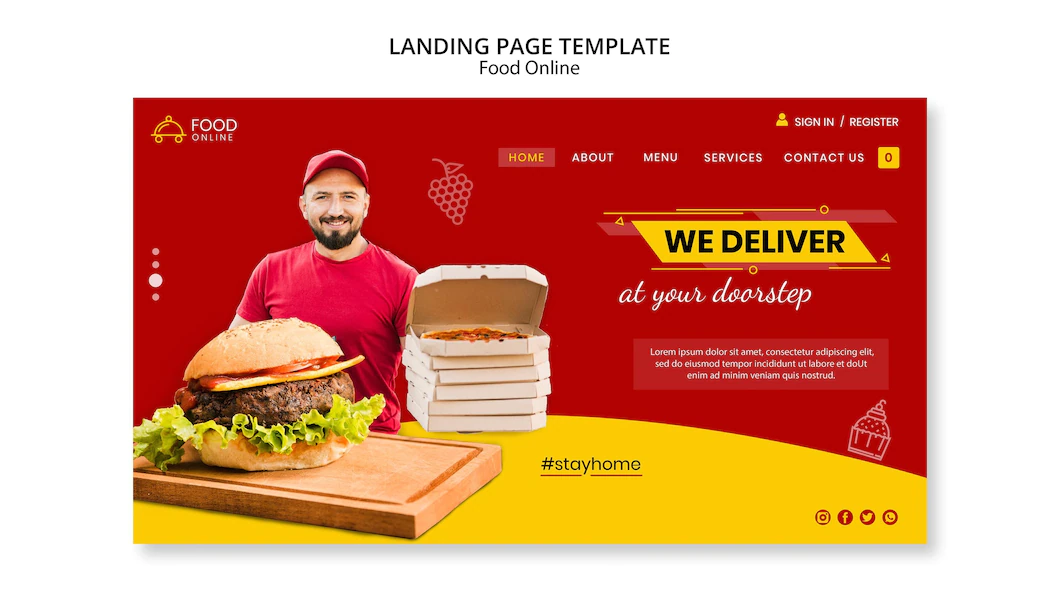 LANDING PAGE TEMPLATE
Food Online
FOOD
ONLINE
SIGN IN / REGISTER
HOME ABOUT MENU SERVICES CONTACT US 0
WE DELIVER
at your doorstep
Lorem ipsum dolor sit amet, consectetur adipiscing elit,
sed do eiusmod tempor incididunt ut labore et doUt
enim ad minim veniam quis nostrud.
#stayhome